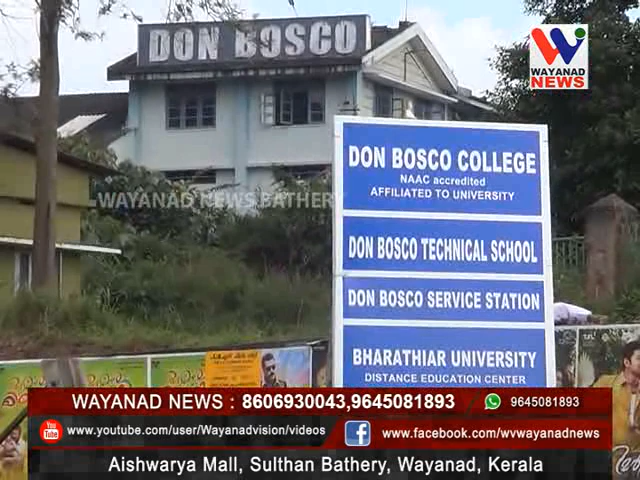 DON BOSCO
WAYANAD
NEWS
DON BOSCO COLLEGE
NAAC accredited
AFFILIATED TO UNIVERSITY
WAYANAD NEWS BATHERY
DON BOSCO TECHNICAL SCHOOL
DON BOSCO SERVICE STATION
BHARATHIAR UNIVERSITY
DISTANCE EDUCATION CENTER
WAYANAD NEWS : 8606930043,9645081893
9645081893
You Tube
www.youtube.com/user/Wayanadvision/videos
www.facebook.com/wvwayanadnews
Aishwarya Mall, Sulthan Bathery, Wayanad, Kerala